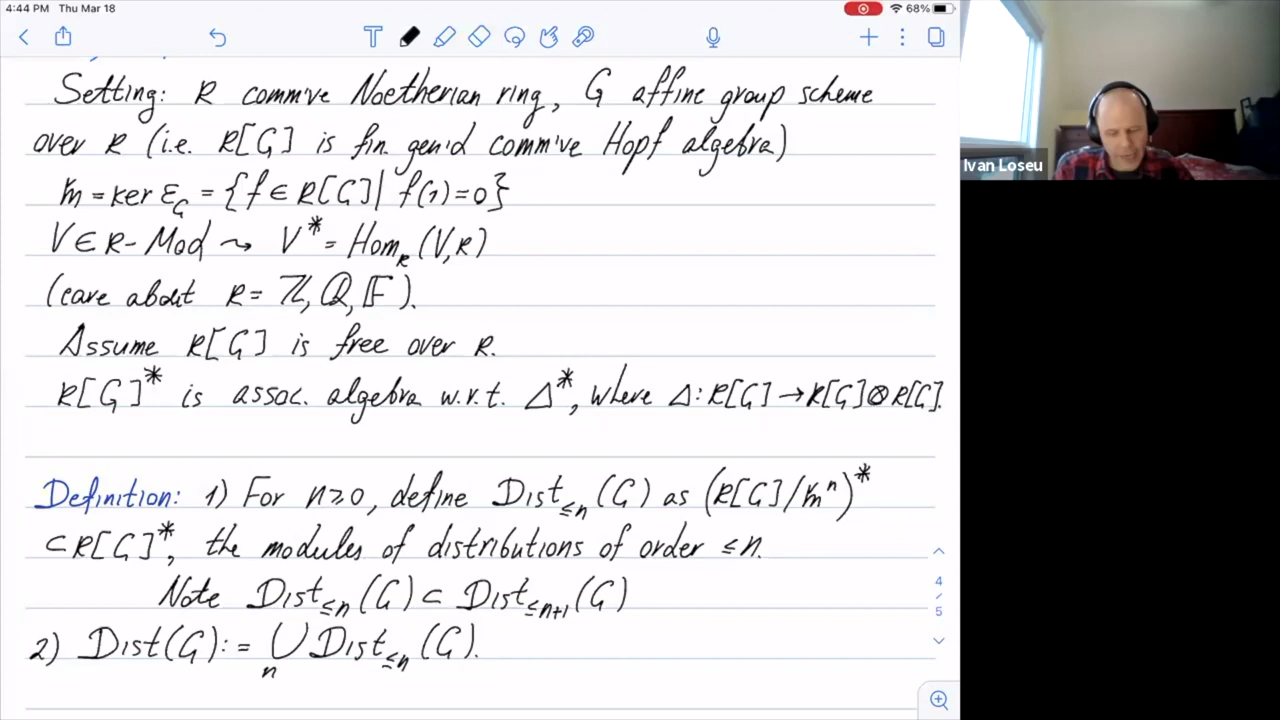 4:44 PM Thu Mar 18
68%
Setting: R comm've Noetherian ring, G affine group scheme
over R (i.e. R[G] is fin. gen'd comm've Hopf algebra)
m = ker ε_G = {f ∈ R[G] | f(1)=0}
V ∈ R-Mod ⇝ V* = Hom_R(V,R)
(care about R = ℤ, ℚ, 𝔽).
Assume R[G] is free over R.
R[G]* is assoc. algebra w.r.t. Δ*, where Δ: R[G] → R[G]⊗R[G].
Definition: 1) For n≥0, define Dist_≤n(G) as (R[G]/m^n)*
⊂ R[G]*, the modules of distributions of order ≤n.
Note Dist_≤n(G) ⊂ Dist_≤n+1(G)
2) Dist(G) := ⋃_n Dist_≤n(G).
4
/
5
Ivan Loseu